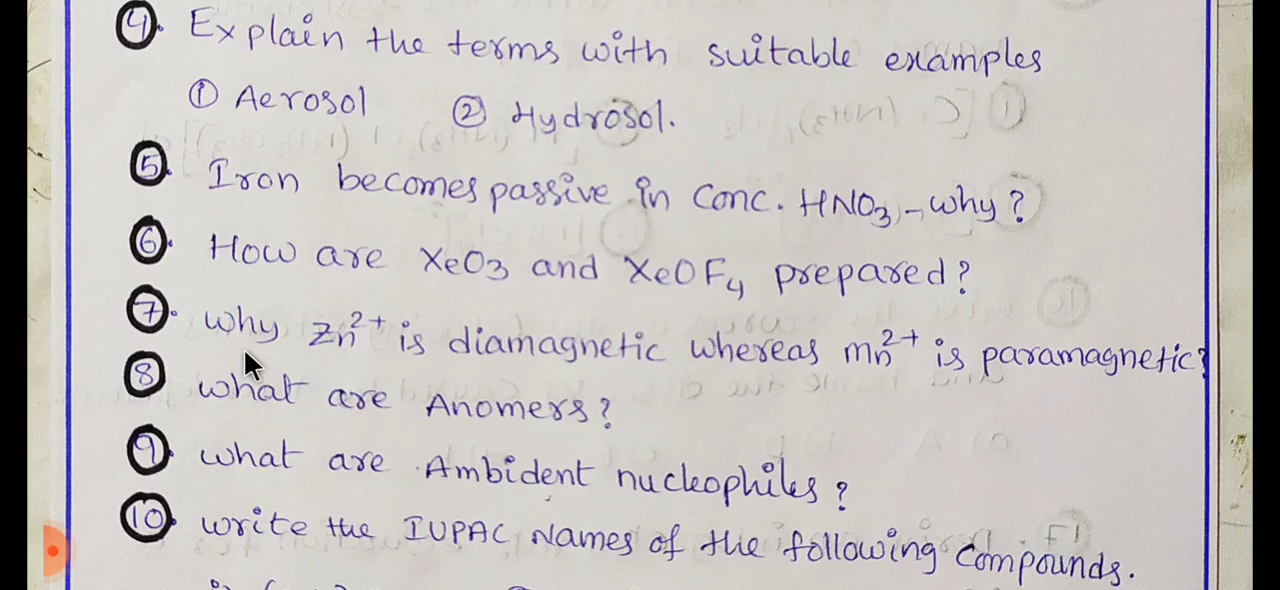 4. Explain the terms with suitable examples
① Aerosol ② Hydrosol.
5. Iron becomes passive in Conc. HNO3 - why?
6. How are XeO3 and XeOF4 prepared?
7. why Zn2+ is diamagnetic whereas mn2+ is paramagnetic?
8 what are Anomers?
9. what are Ambident nucleophiles?
10. write the IUPAC Names of the following Compounds.